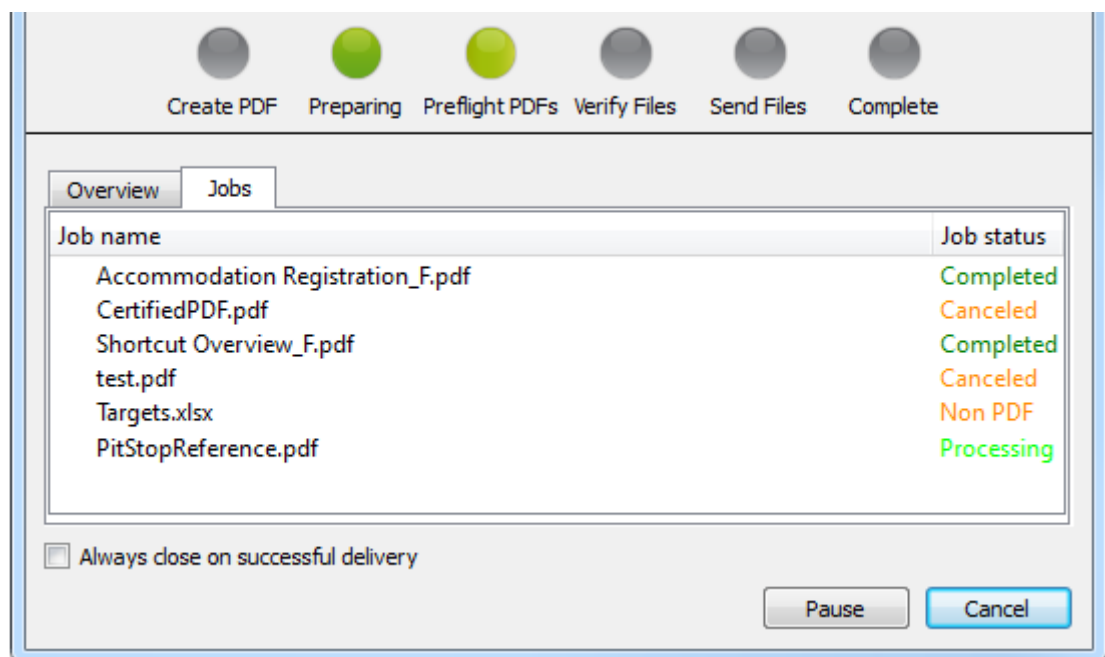 Create PDF Preparing Preflight PDFs Verify Files Send Files Complete
Overview Jobs
Job name Job status
Accommodation Registration_F.pdf Completed
CertifiedPDF.pdf Canceled
Shortcut Overview_F.pdf Completed
test.pdf Canceled
Targets.xlsx Non PDF
PitStopReference.pdf Processing
Always close on successful delivery
Pause Cancel